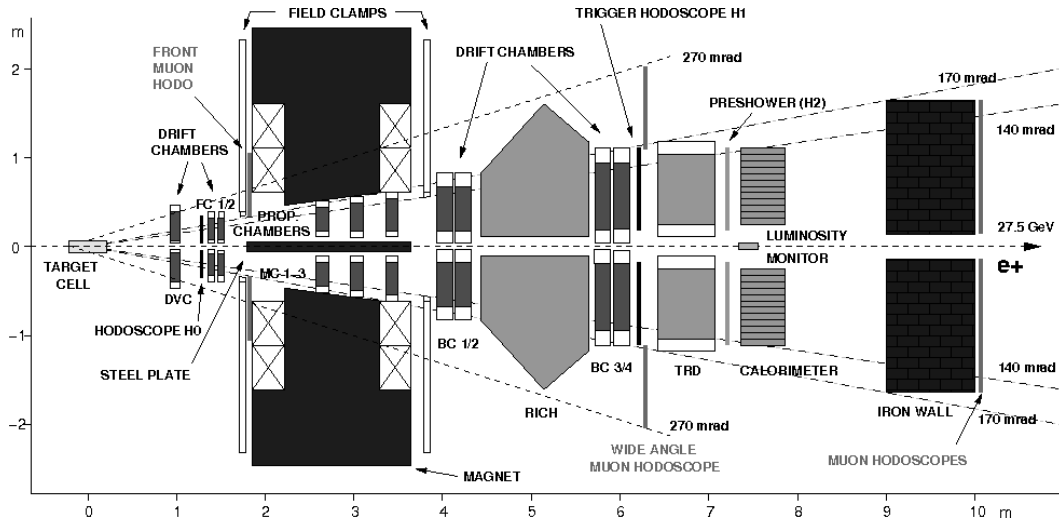 FIELD CLAMPS
TRIGGER HODOSCOPE H1
m
2
1
0
-1
-2
FRONT
MUON
HODO
DRIFT CHAMBERS
270 mrad
170 mrad
PRESHOWER (H2)
140 mrad
DRIFT
CHAMBERS
FC 1/2
PROP.
CHAMBERS
27.5 GeV
LUMINOSITY
MONITOR
e+
TARGET
CELL
DVC
MC 1-3
HODOSCOPE H0
STEEL PLATE
BC 1/2
BC 3/4
TRD
CALORIMETER
140 mrad
RICH
IRON WALL
170 mrad
270 mrad
WIDE ANGLE
MUON HODOSCOPE
MUON HODOSCOPES
MAGNET
0
1
2
3
4
5
6
7
8
9
10
m